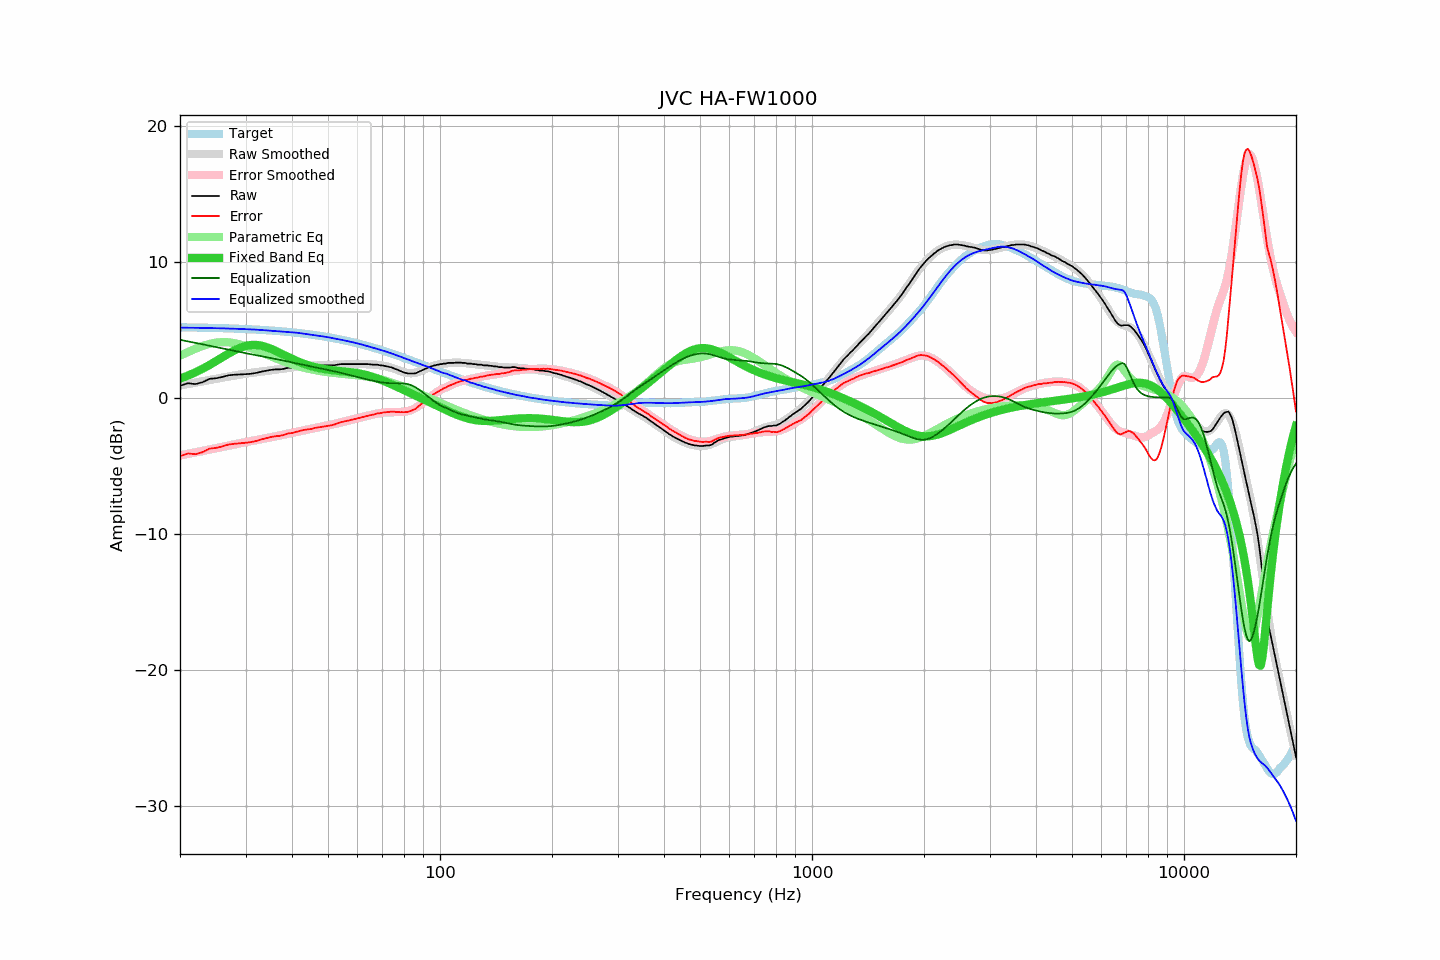 JVC HA-FW1000
20
10
0
−10
−20
−30
Amplitude (dBr)
Target
Raw Smoothed
Error Smoothed
Raw
Error
Parametric Eq
Fixed Band Eq
Equalization
Equalized smoothed
100
1000
10000
Frequency (Hz)